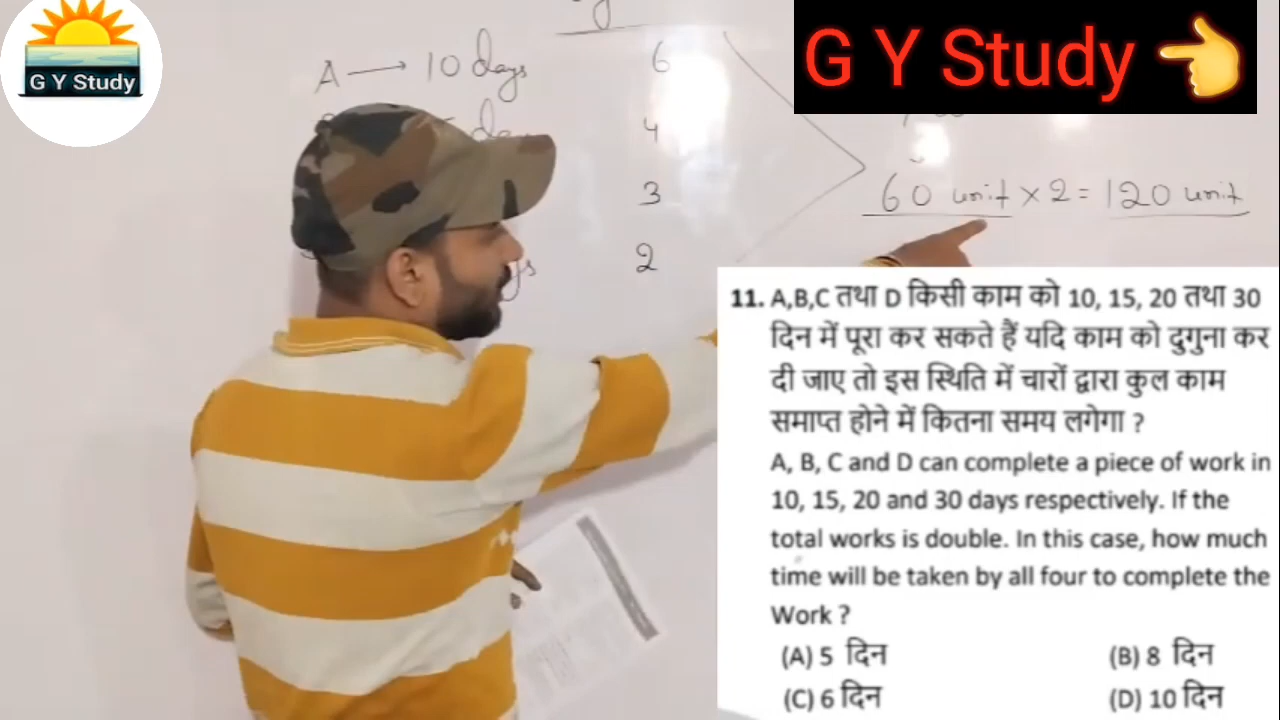 G Y Study
G Y Study
A → 10 days 6
4
3
2
60 unit × 2 = 120 unit
11. A,B,C तथा D किसी काम को 10, 15, 20 तथा 30
दिन में पूरा कर सकते हैं यदि काम को दुगुना कर
दी जाए तो इस स्थिति में चारों द्वारा कुल काम
समाप्त होने में कितना समय लगेगा ?
A, B, C and D can complete a piece of work in
10, 15, 20 and 30 days respectively. If the
total works is double. In this case, how much
time will be taken by all four to complete the
Work ?
(A) 5 दिन (B) 8 दिन
(C) 6 दिन (D) 10 दिन